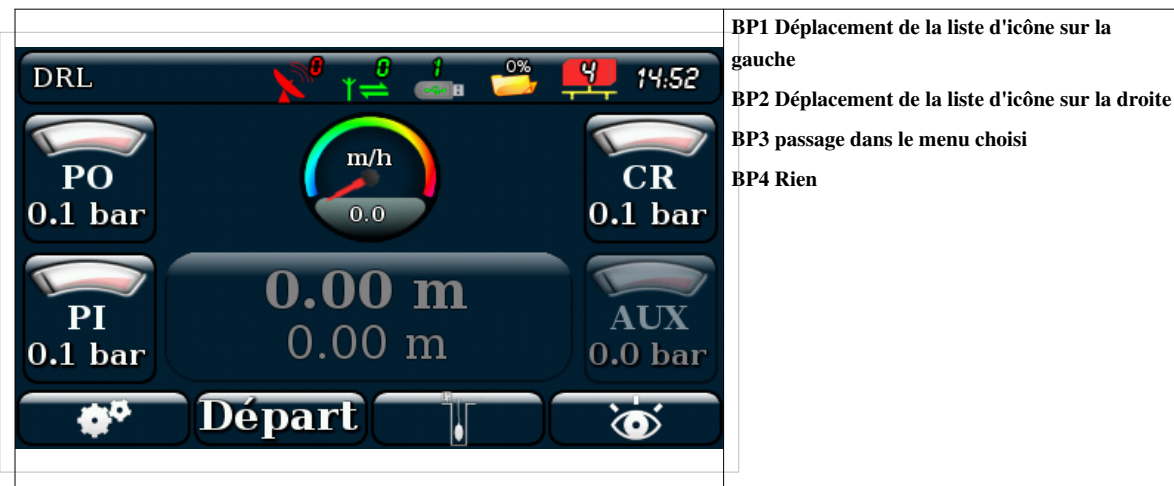 DRL 0 0 1 0% 4 14:52
PO
0.1 bar
m/h
0.0
CR
0.1 bar
PI
0.1 bar
0.00 m
0.00 m
AUX
0.0 bar
Départ
BP1 Déplacement de la liste d'icône sur la
gauche
BP2 Déplacement de la liste d'icône sur la droite
BP3 passage dans le menu choisi
BP4 Rien